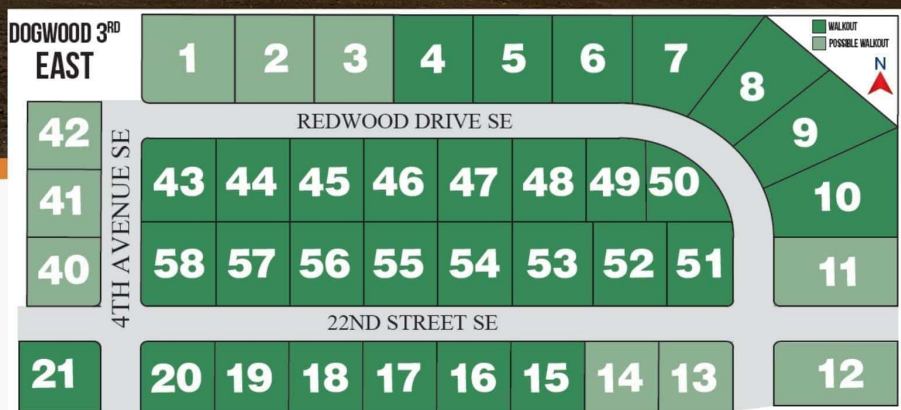 DOGWOOD 3RD
EAST
WALKOUT
POSSIBLE WALKOUT
N
1 2 3 4 5 6 7
8
9
10
11
REDWOOD DRIVE SE
42
41
40
4TH AVENUE SE
43 44 45 46 47 48 49 50
58 57 56 55 54 53 52 51
22ND STREET SE
21 20 19 18 17 16 15 14 13 12